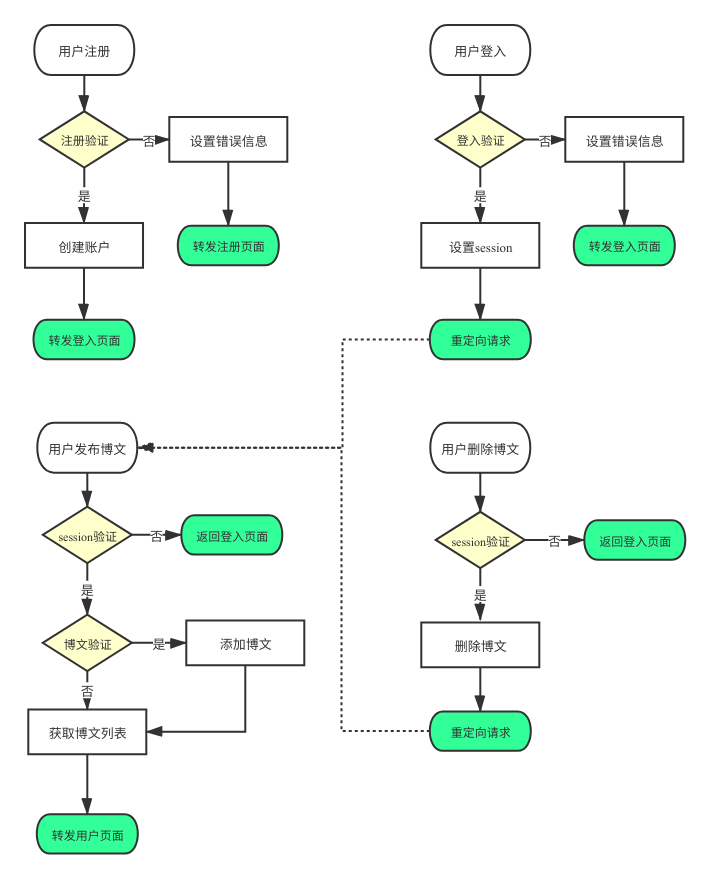 用户注册
注册验证
否
设置错误信息
是
创建账户
转发注册页面
转发登入页面
用户登入
登入验证
否
设置错误信息
是
设置session
转发登入页面
重定向请求
用户发布博文
session验证
否
返回登入页面
是
博文验证
是
添加博文
否
获取博文列表
转发用户页面
用户删除博文
session验证
否
返回登入页面
是
删除博文
重定向请求